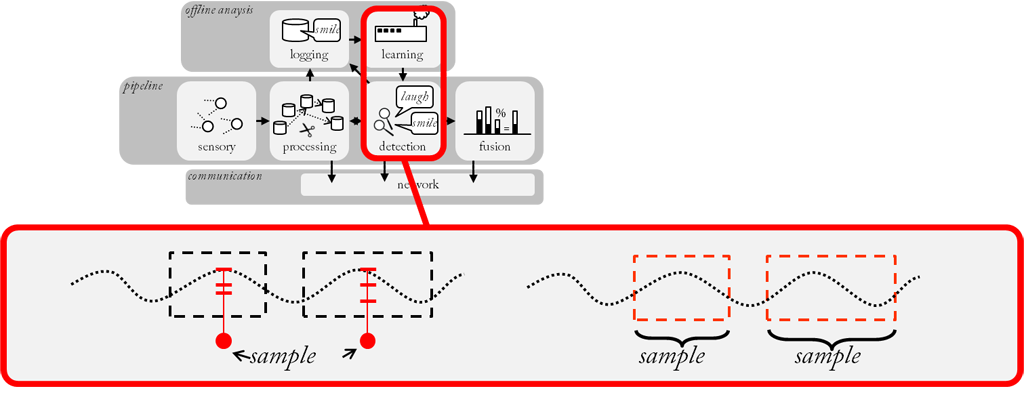 offline anaysis
smile
logging
learning
pipeline
laugh
smile
%
=
sensory
processing
detection
fusion
communication
network
sample
sample
sample